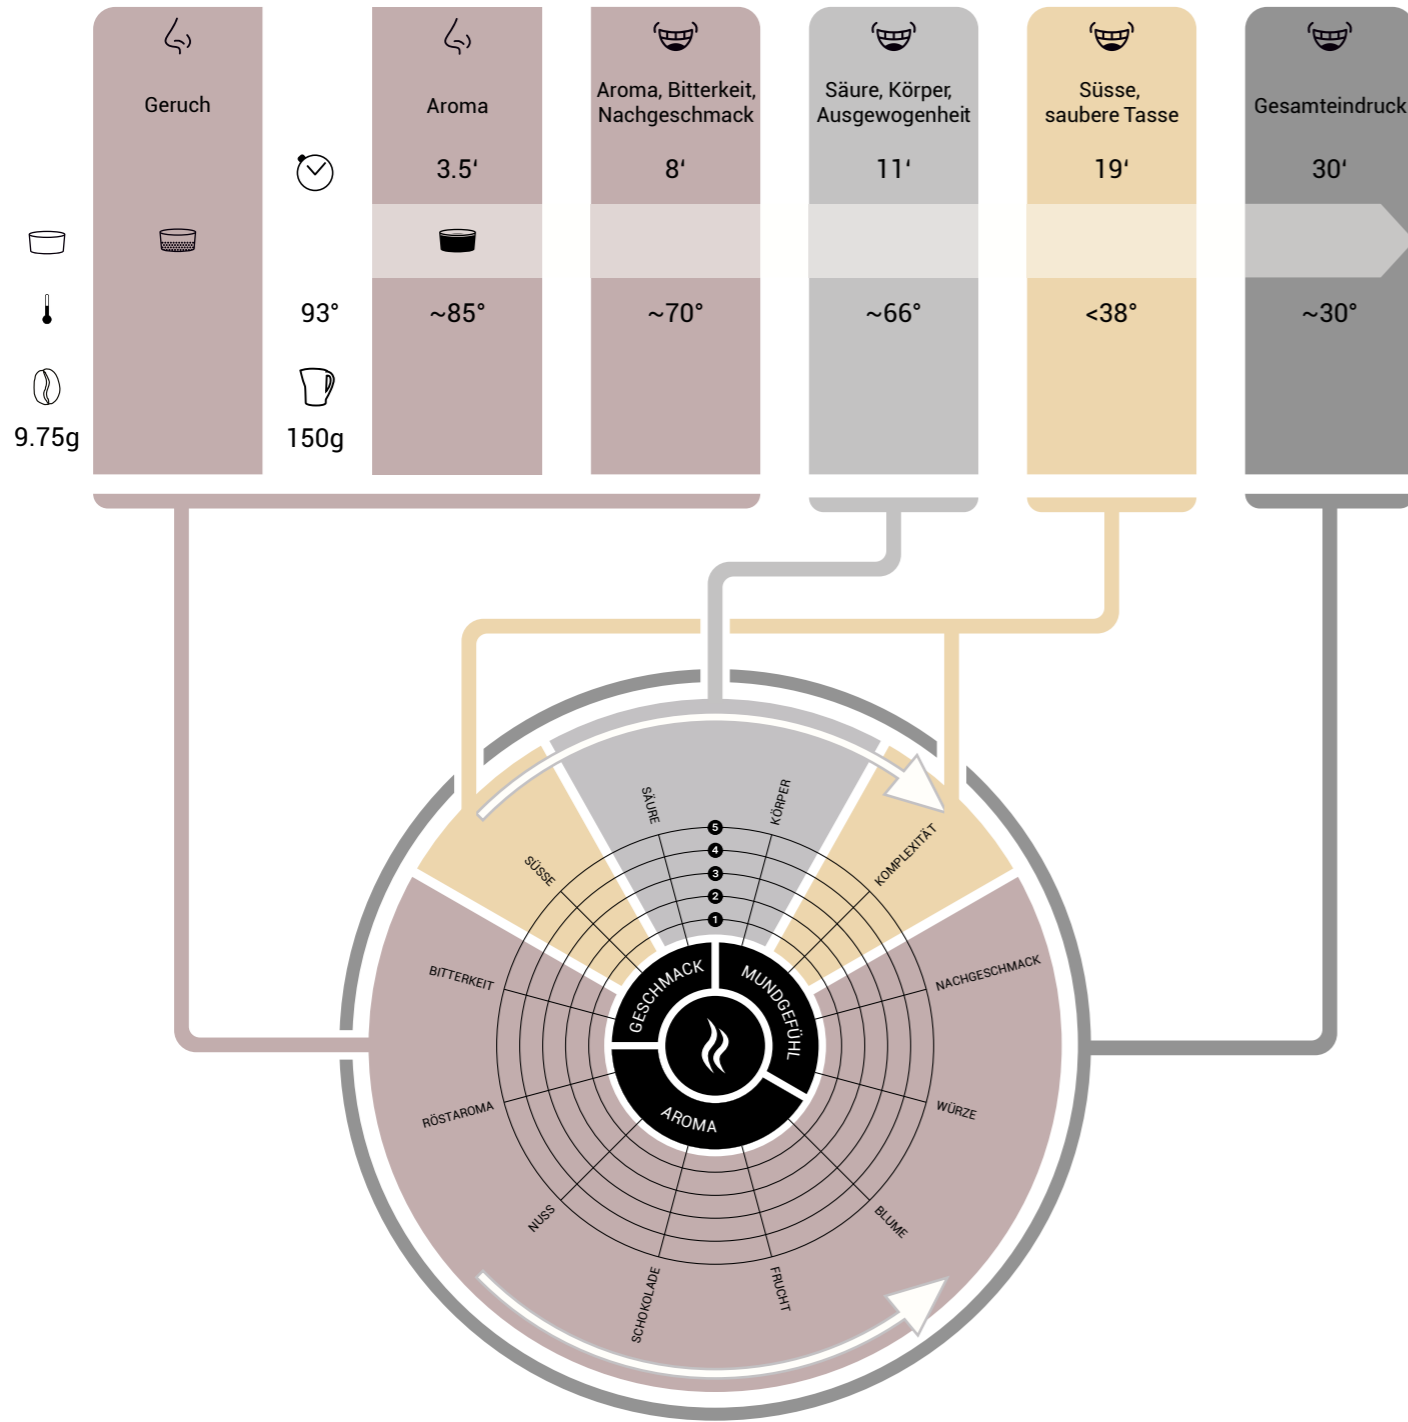 Geruch
Aroma
Aroma, Bitterkeit,
Nachgeschmack
Säure, Körper,
Ausgewogenheit
Süsse,
saubere Tasse
Gesamteindruck
3.5‘
8‘
11‘
19‘
30‘
93°
~85°
~70°
~66°
<38°
~30°
9.75g
150g
SÄURE
KÖRPER
SÜSSE
KOMPLEXITÄT
5
4
3
2
1
BITTERKEIT
NACHGESCHMACK
GESCHMACK
MUNDGEFÜHL
AROMA
RÖSTAROMA
WÜRZE
NUSS
BLUME
SCHOKOLADE
FRUCHT